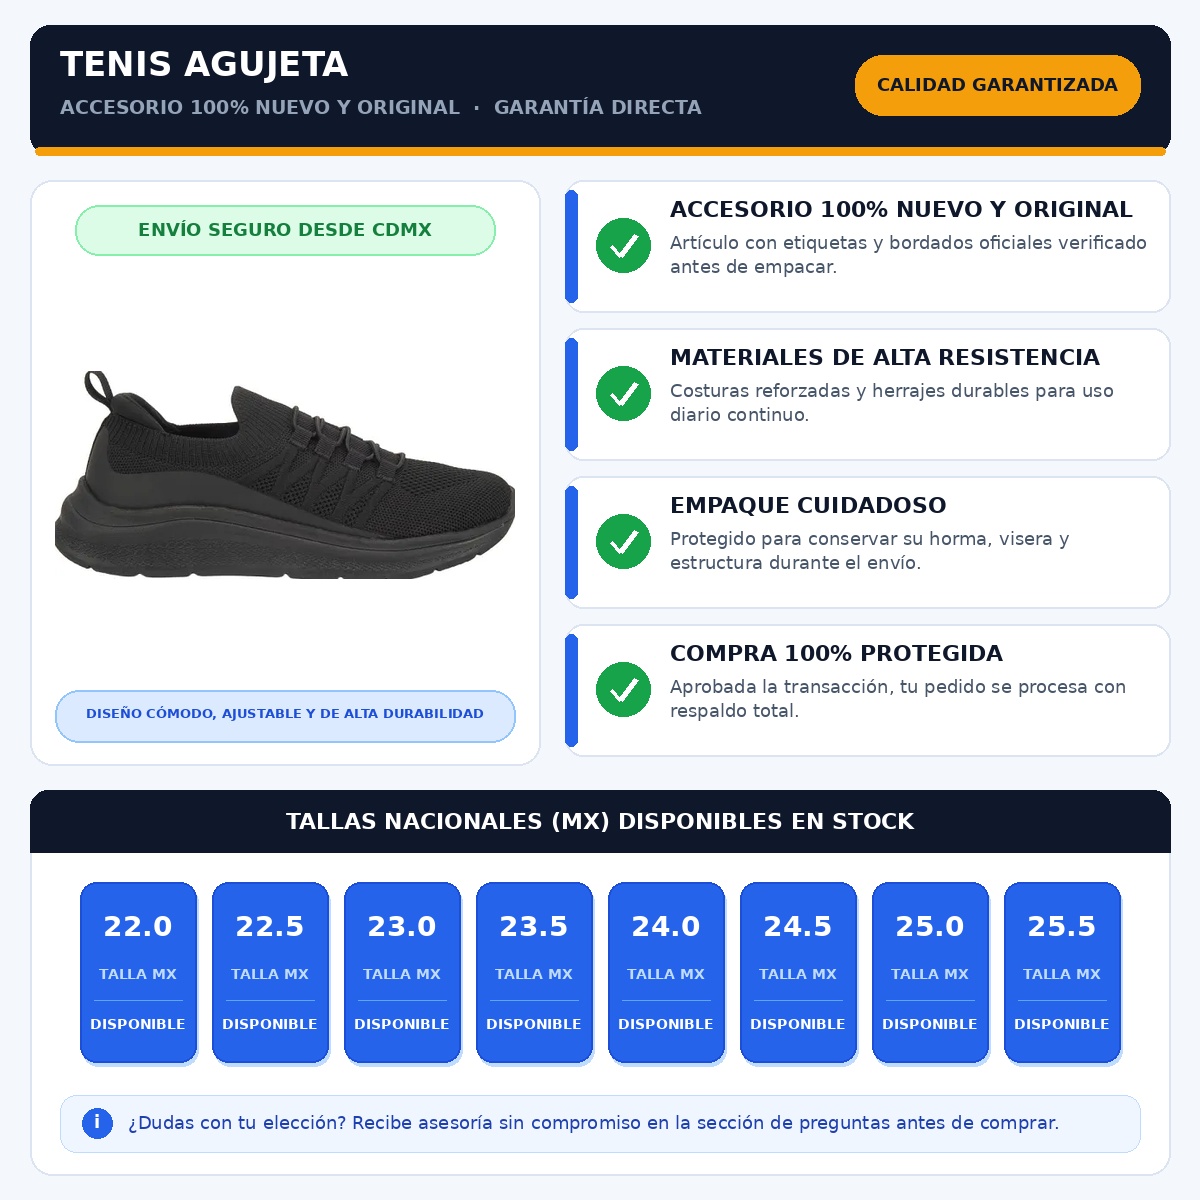 TENIS AGUJETA
ACCESORIO 100% NUEVO Y ORIGINAL · GARANTÍA DIRECTA
CALIDAD GARANTIZADA
ENVÍO SEGURO DESDE CDMX
DISEÑO CÓMODO, AJUSTABLE Y DE ALTA DURABILIDAD
ACCESORIO 100% NUEVO Y ORIGINAL
Artículo con etiquetas y bordados oficiales verificado
antes de empacar.
MATERIALES DE ALTA RESISTENCIA
Costuras reforzadas y herrajes durables para uso
diario continuo.
EMPAQUE CUIDADOSO
Protegido para conservar su horma, visera y
estructura durante el envío.
COMPRA 100% PROTEGIDA
Aprobada la transacción, tu pedido se procesa con
respaldo total.
TALLAS NACIONALES (MX) DISPONIBLES EN STOCK
22.0 22.5 23.0 23.5 24.0 24.5 25.0 25.5
TALLA MX TALLA MX TALLA MX TALLA MX TALLA MX TALLA MX TALLA MX TALLA MX
DISPONIBLE DISPONIBLE DISPONIBLE DISPONIBLE DISPONIBLE DISPONIBLE DISPONIBLE DISPONIBLE
i ¿Dudas con tu elección? Recibe asesoría sin compromiso en la sección de preguntas antes de comprar.